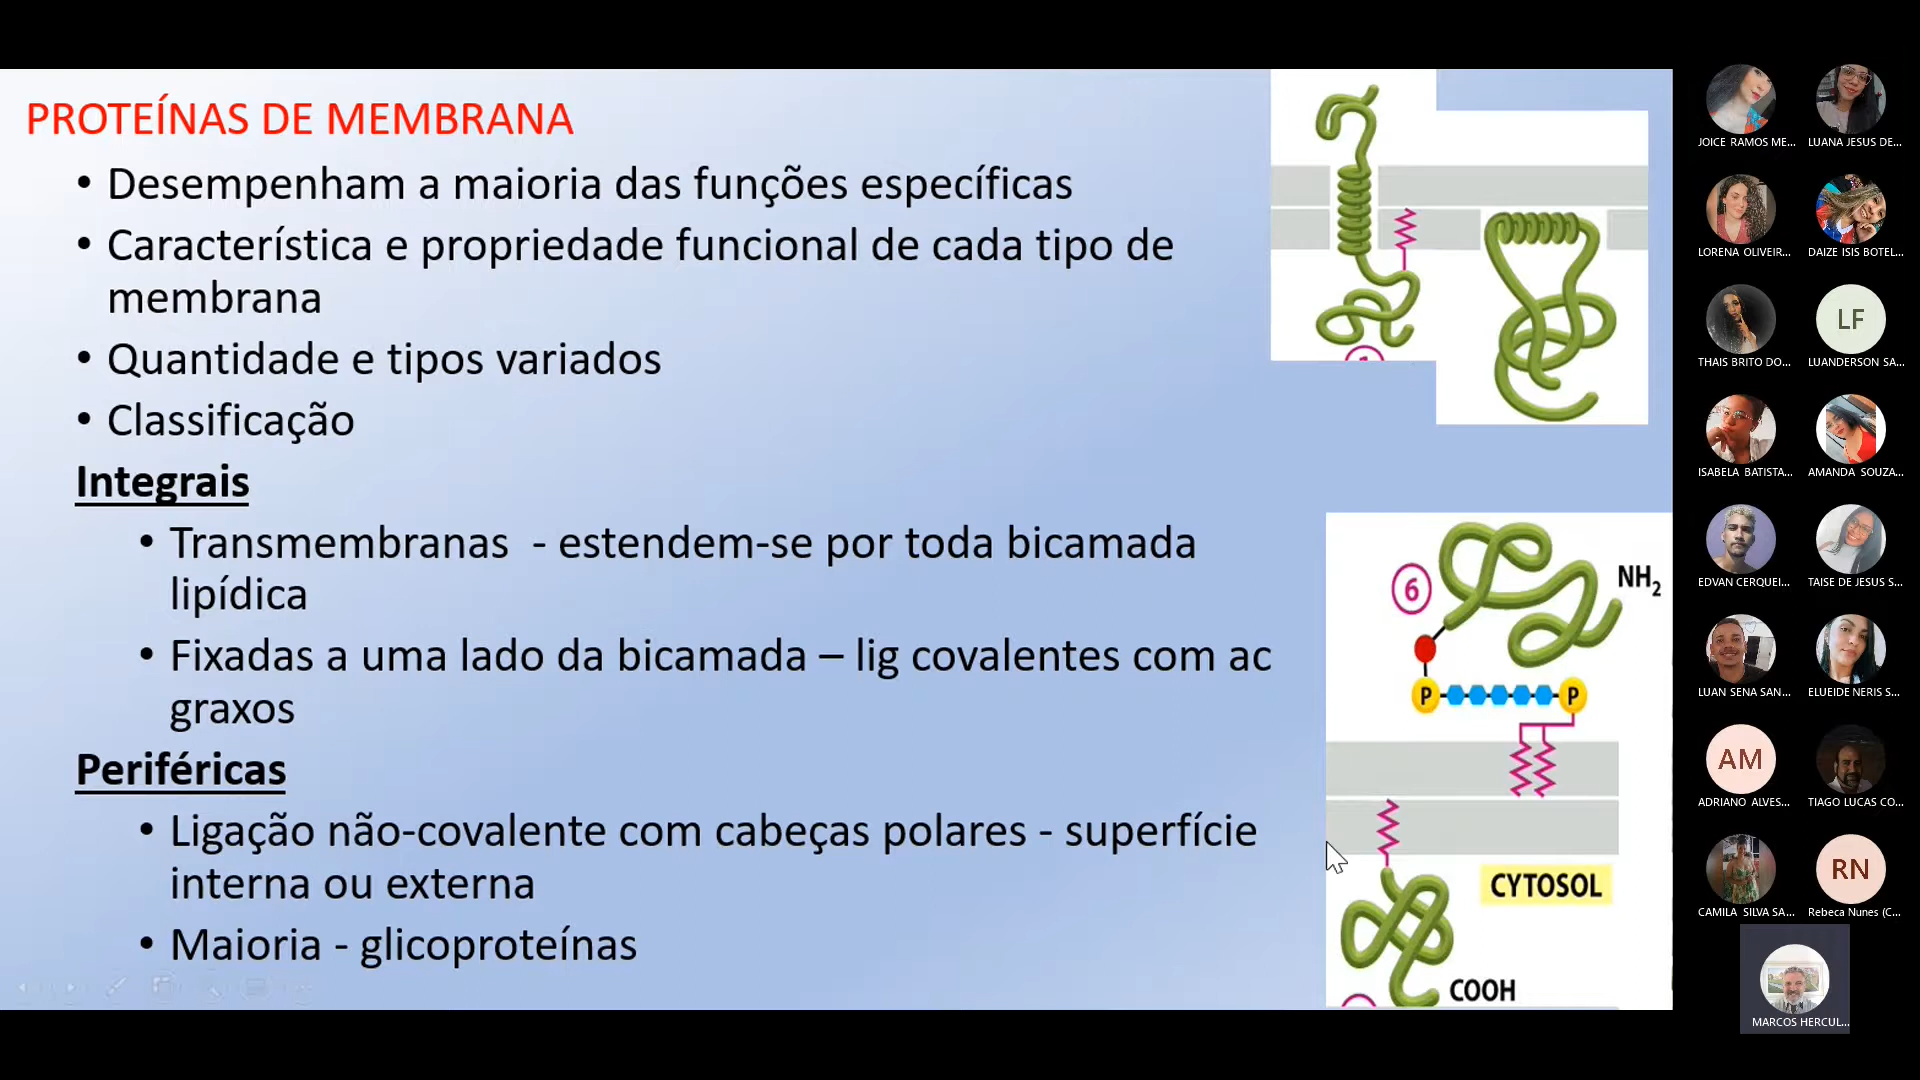 PROTEÍNAS DE MEMBRANA
• Desempenham a maioria das funções específicas
• Característica e propriedade funcional de cada tipo de
membrana
• Quantidade e tipos variados
• Classificação
Integrais
• Transmembranas - estendem-se por toda bicamada
lipídica
• Fixadas a uma lado da bicamada – lig covalentes com ac
graxos
Periféricas
• Ligação não-covalente com cabeças polares - superfície
interna ou externa
• Maioria - glicoproteínas
6
NH2
P
P
CYTOSOL
COOH
JOICE RAMOS ME...
LUANA JESUS DE...
LORENA OLIVEIR...
DAIZE ISIS BOTEL...
THAIS BRITO DO...
LF
LUANDERSON SA...
ISABELA BATISTA...
AMANDA SOUZA...
EDVAN CERQUEI...
TAISE DE JESUS S...
LUAN SENA SAN...
ELUEIDE NERIS S...
AM
ADRIANO ALVES...
TIAGO LUCAS CO...
CAMILA SILVA SA...
RN
Rebeca Nunes (C...
MARCOS HERCUL...